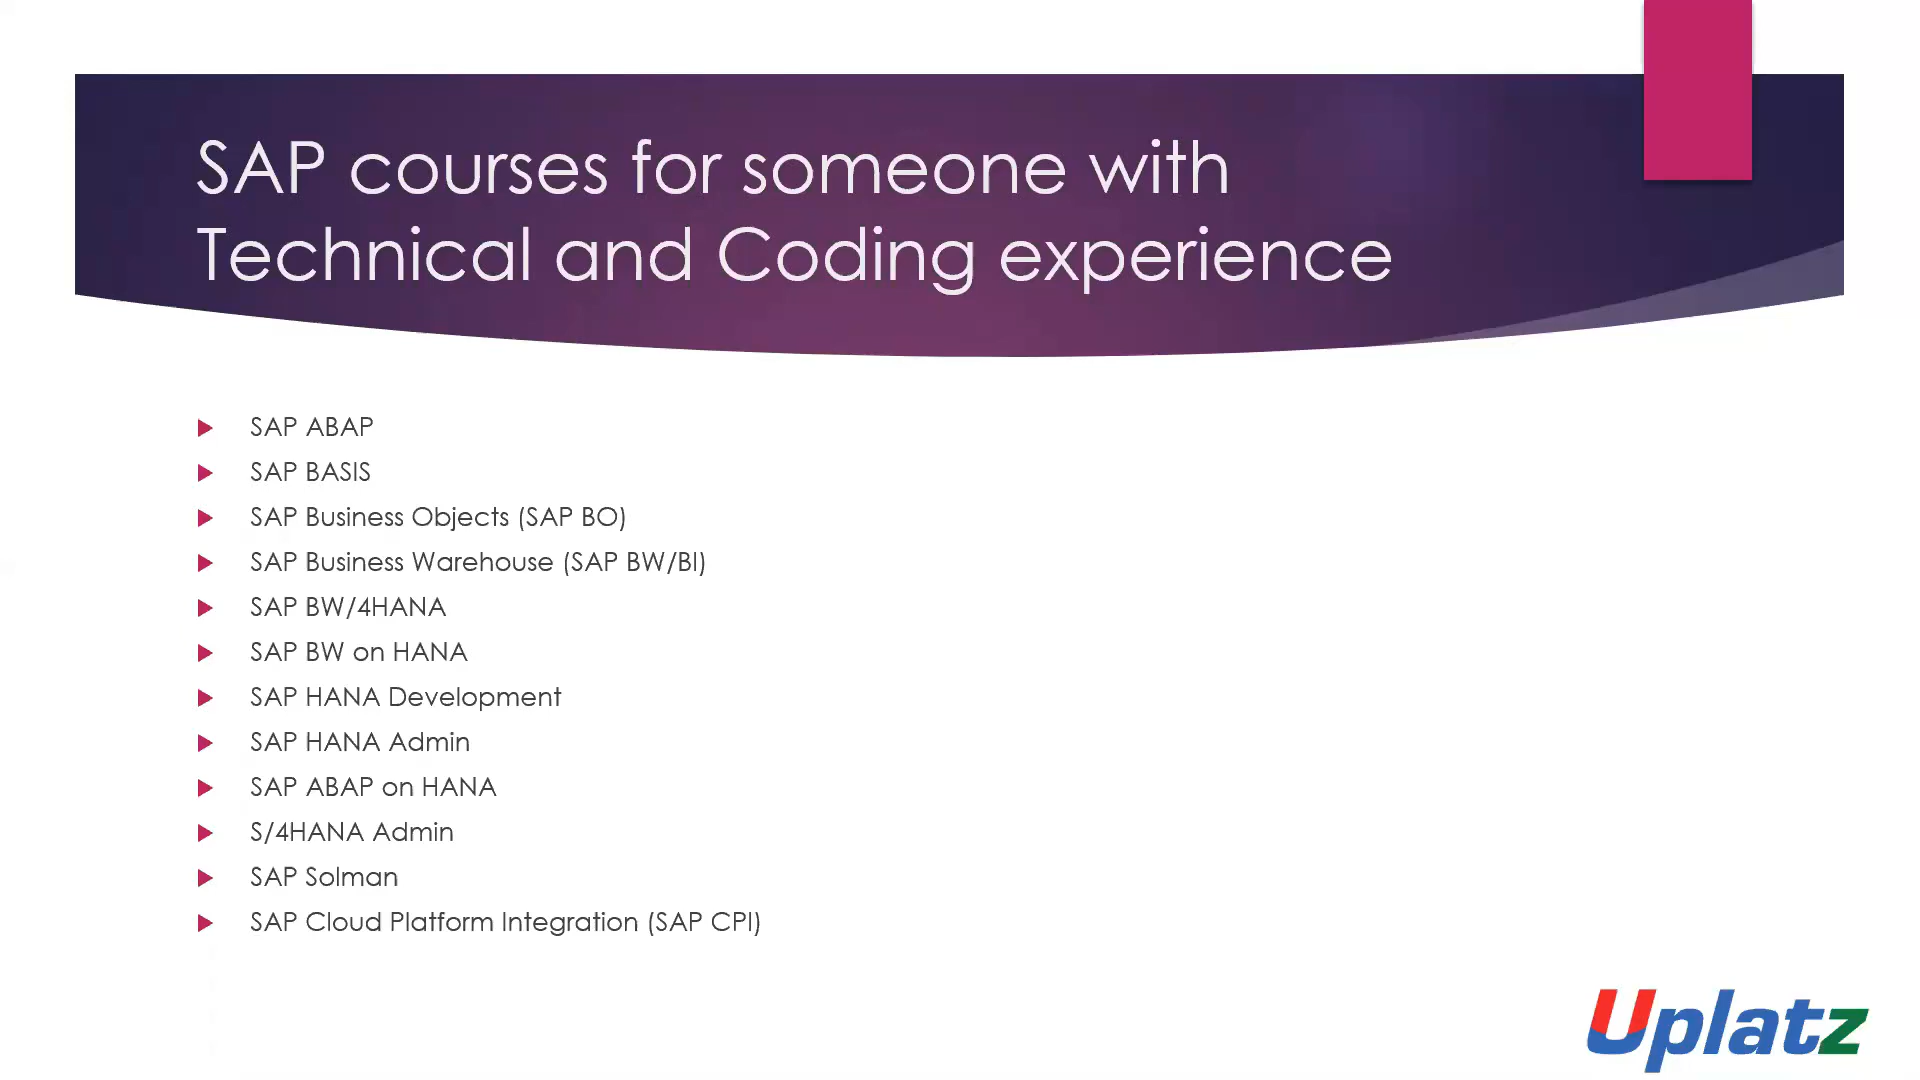 SAP courses for someone with
Technical and Coding experience
SAP ABAP
SAP BASIS
SAP Business Objects (SAP BO)
SAP Business Warehouse (SAP BW/BI)
SAP BW/4HANA
SAP BW on HANA
SAP HANA Development
SAP HANA Admin
SAP ABAP on HANA
S/4HANA Admin
SAP Solman
SAP Cloud Platform Integration (SAP CPI)
Uplatz